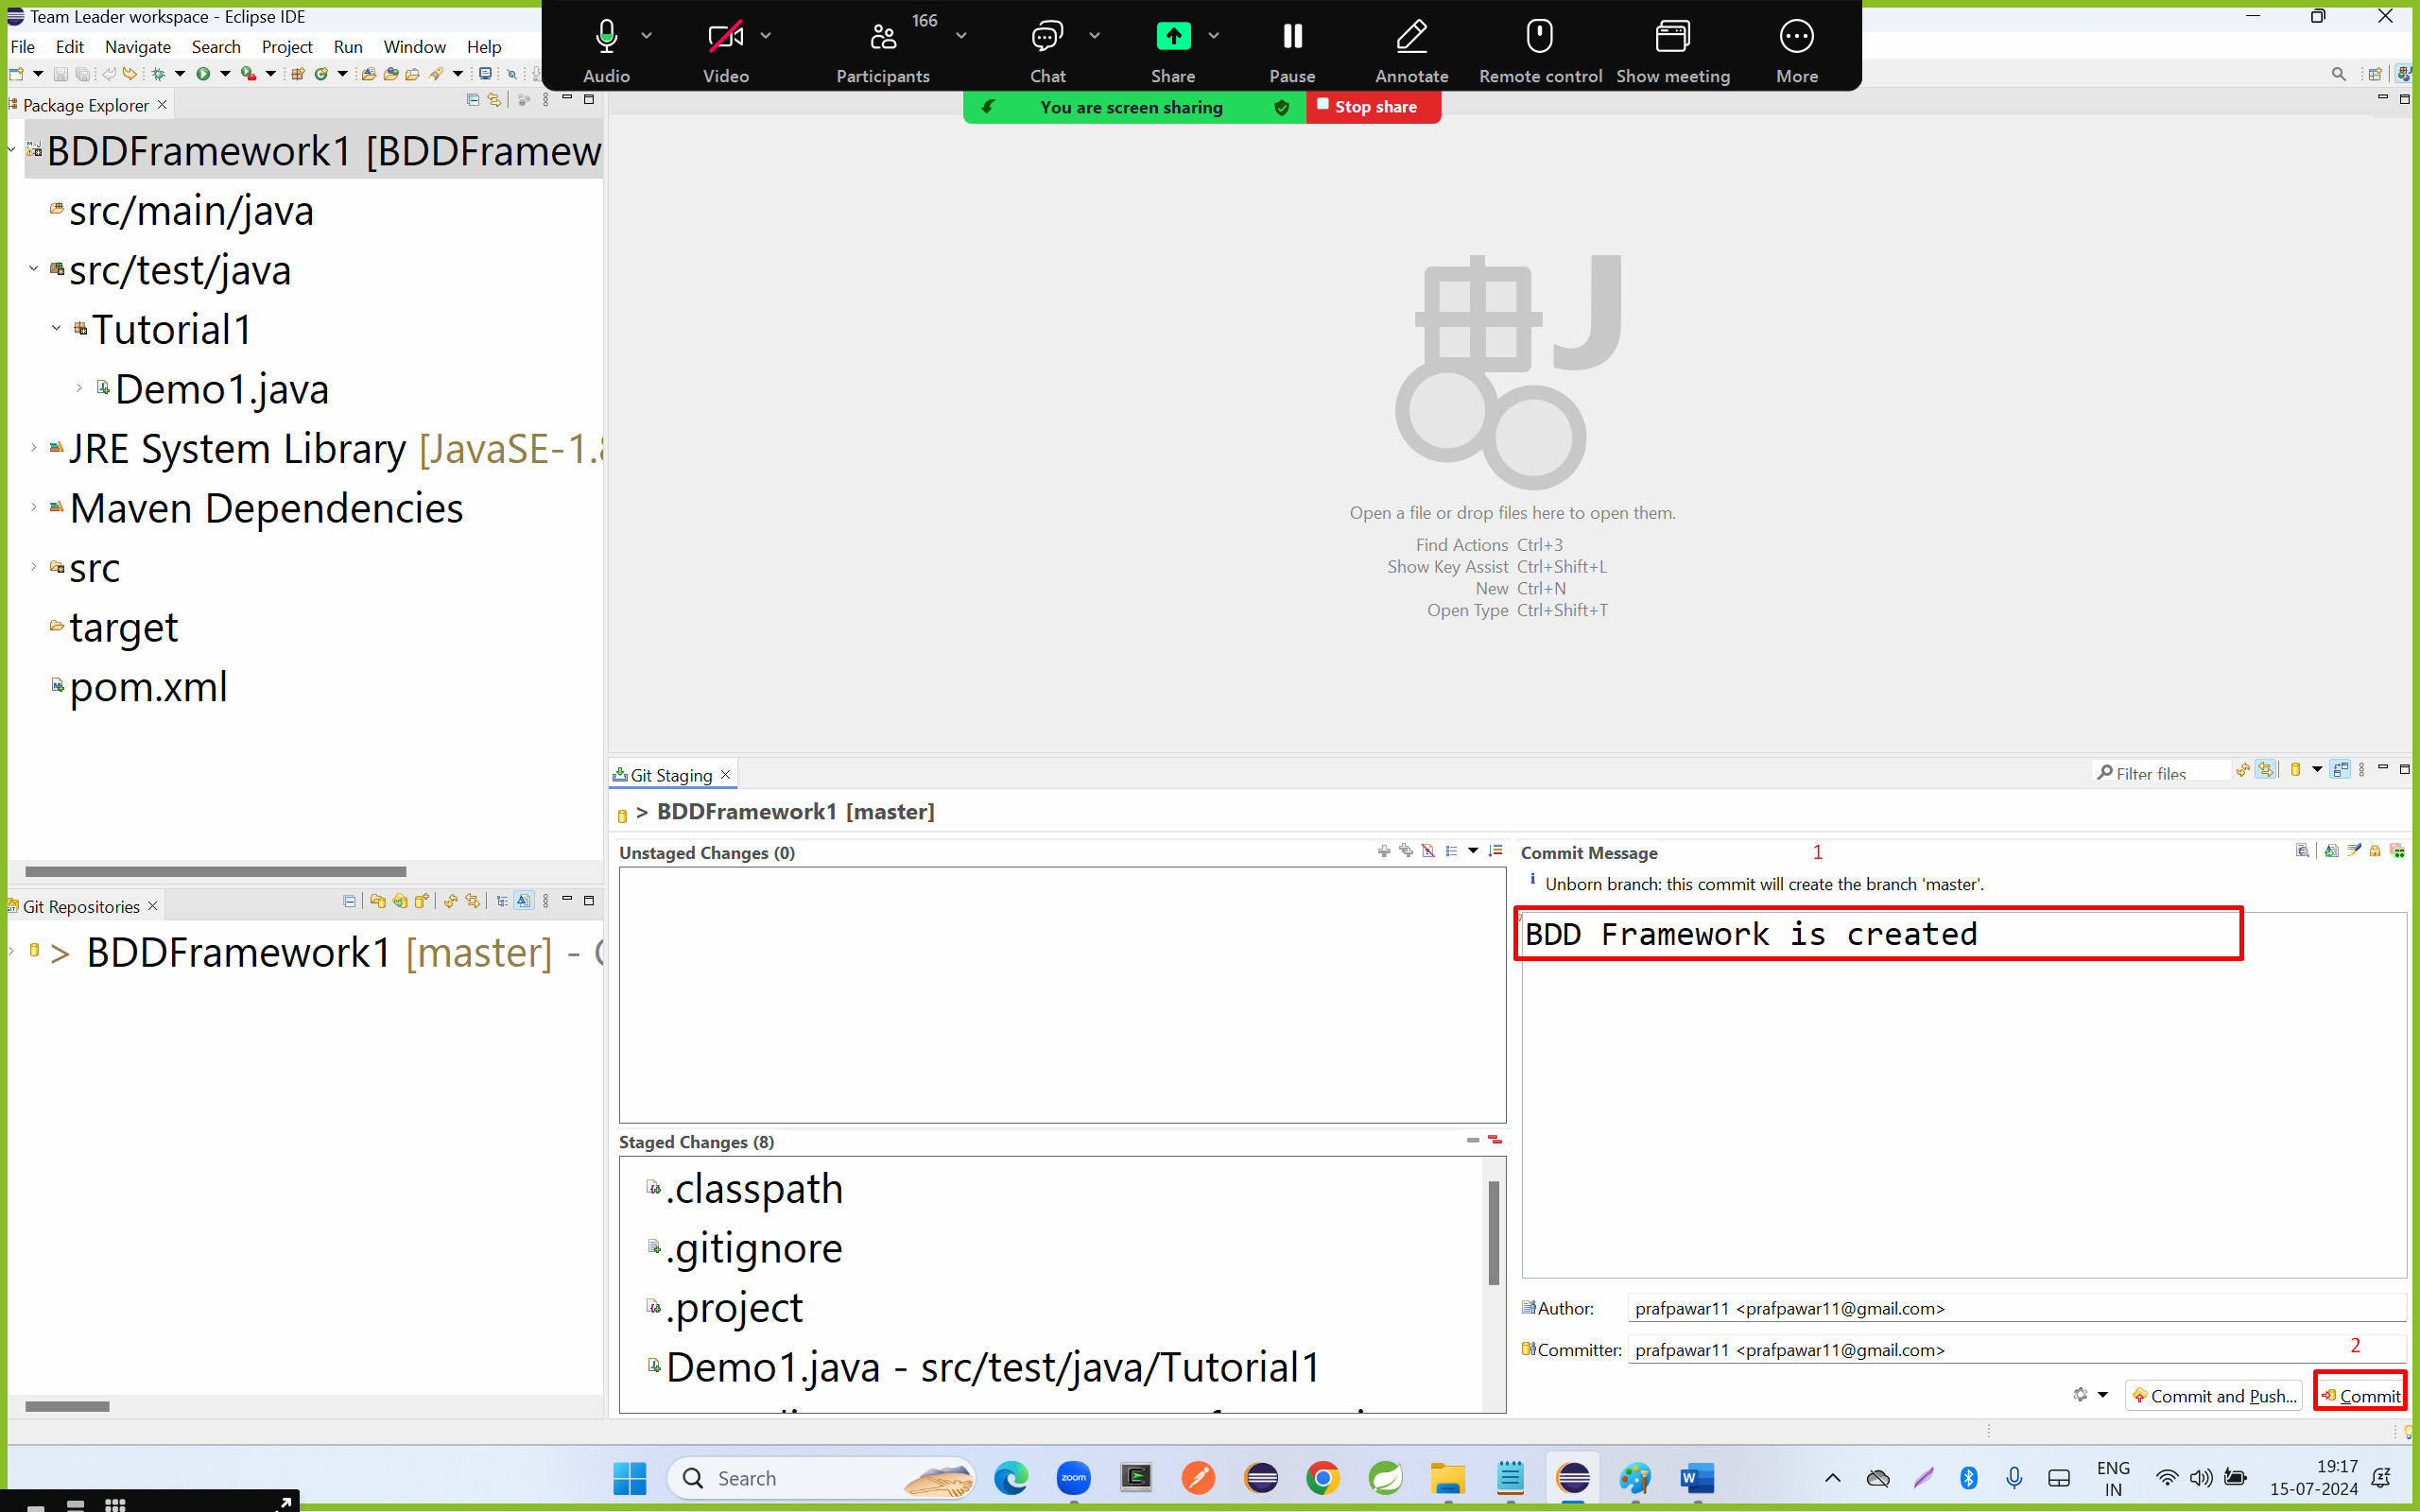 Team Leader workspace - Eclipse IDE
File Edit Navigate Search Project Run Window Help
Audio
Video
166
Participants
Chat
Share
Pause
Annotate
Remote control
Show meeting
More
You are screen sharing
Stop share
Package Explorer
BDDFramework1 [BDDFramew
src/main/java
src/test/java
Tutorial1
Demo1.java
JRE System Library [JavaSE-1.8
Maven Dependencies
src
target
pom.xml
Open a file or drop files here to open them.
Find Actions Ctrl+3
Show Key Assist Ctrl+Shift+L
New Ctrl+N
Open Type Ctrl+Shift+T
Git Repositories
> BDDFramework1 [master] -
Git Staging
Filter files
> BDDFramework1 [master]
Unstaged Changes (0)
Staged Changes (8)
.classpath
.gitignore
.project
Demo1.java - src/test/java/Tutorial1
Commit Message
1
Unborn branch: this commit will create the branch 'master'.
BDD Framework is created
Author: prafpawar11 <prafpawar11@gmail.com>
Committer: prafpawar11 <prafpawar11@gmail.com>
2
Commit and Push...
Commit
Search
zoom
ENG
IN
19:17
15-07-2024